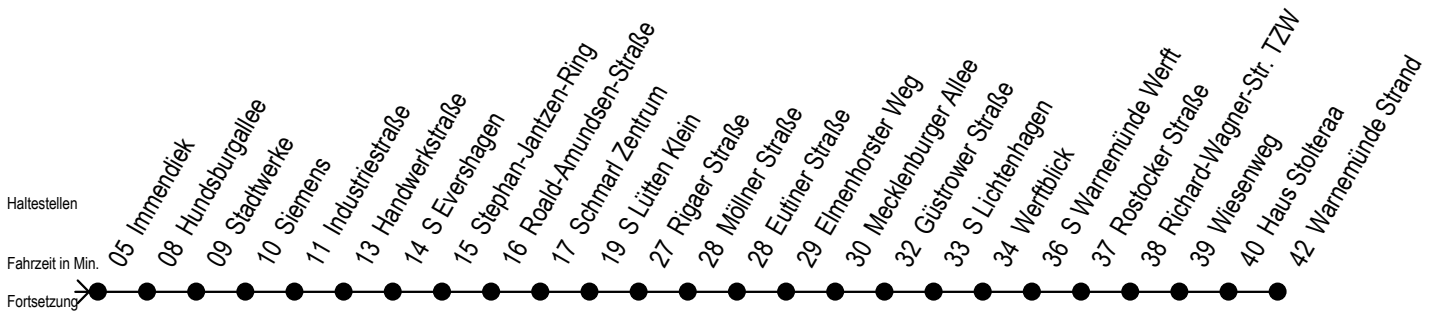 Haltestellen
Fahrzeit in Min.
Fortsetzung
05 Immendiek
08 Hundsburgallee
09 Stadtwerke
10 Siemens
11 Industriestraße
13 Handwerkstraße
14 S Evershagen
15 Stephan-Jantzen-Ring
16 Roald-Amundsen-Straße
17 Schmarl Zentrum
19 S Lütten Klein
27 Rigaer Straße
28 Möllner Straße
28 Eutiner Straße
29 Elmenhorster Weg
30 Mecklenburger Allee
32 Güstrower Straße
33 S Lichtenhagen
34 Werftblick
36 S Warnemünde Werft
37 Rostocker Straße
38 Richard-Wagner-Str. TZW
39 Wiesenweg
40 Haus Stolteraa
42 Warnemünde Strand